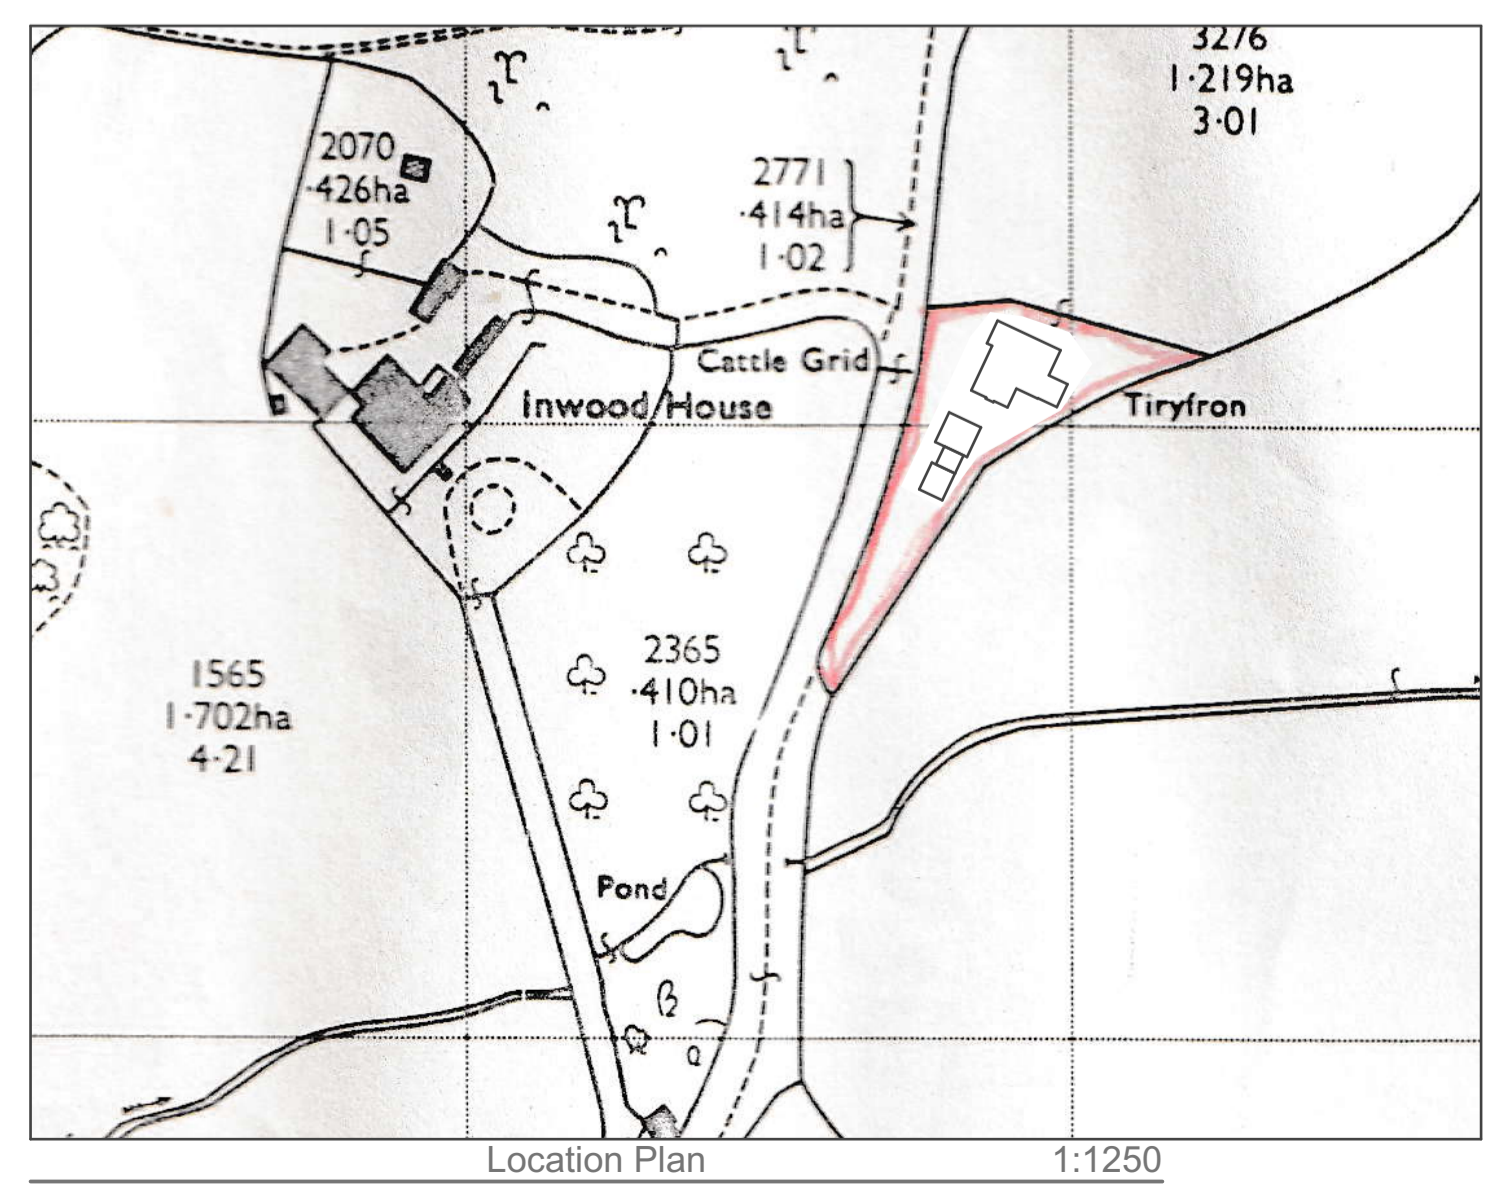 3276
1·219ha
3·01
2070
·426ha
1·05
2771
·414ha
1·02
Cattle Grid
Inwood House
Tiryfron
2365
·410ha
1·01
1565
1·702ha
4·21
Pond
Location Plan 1:1250